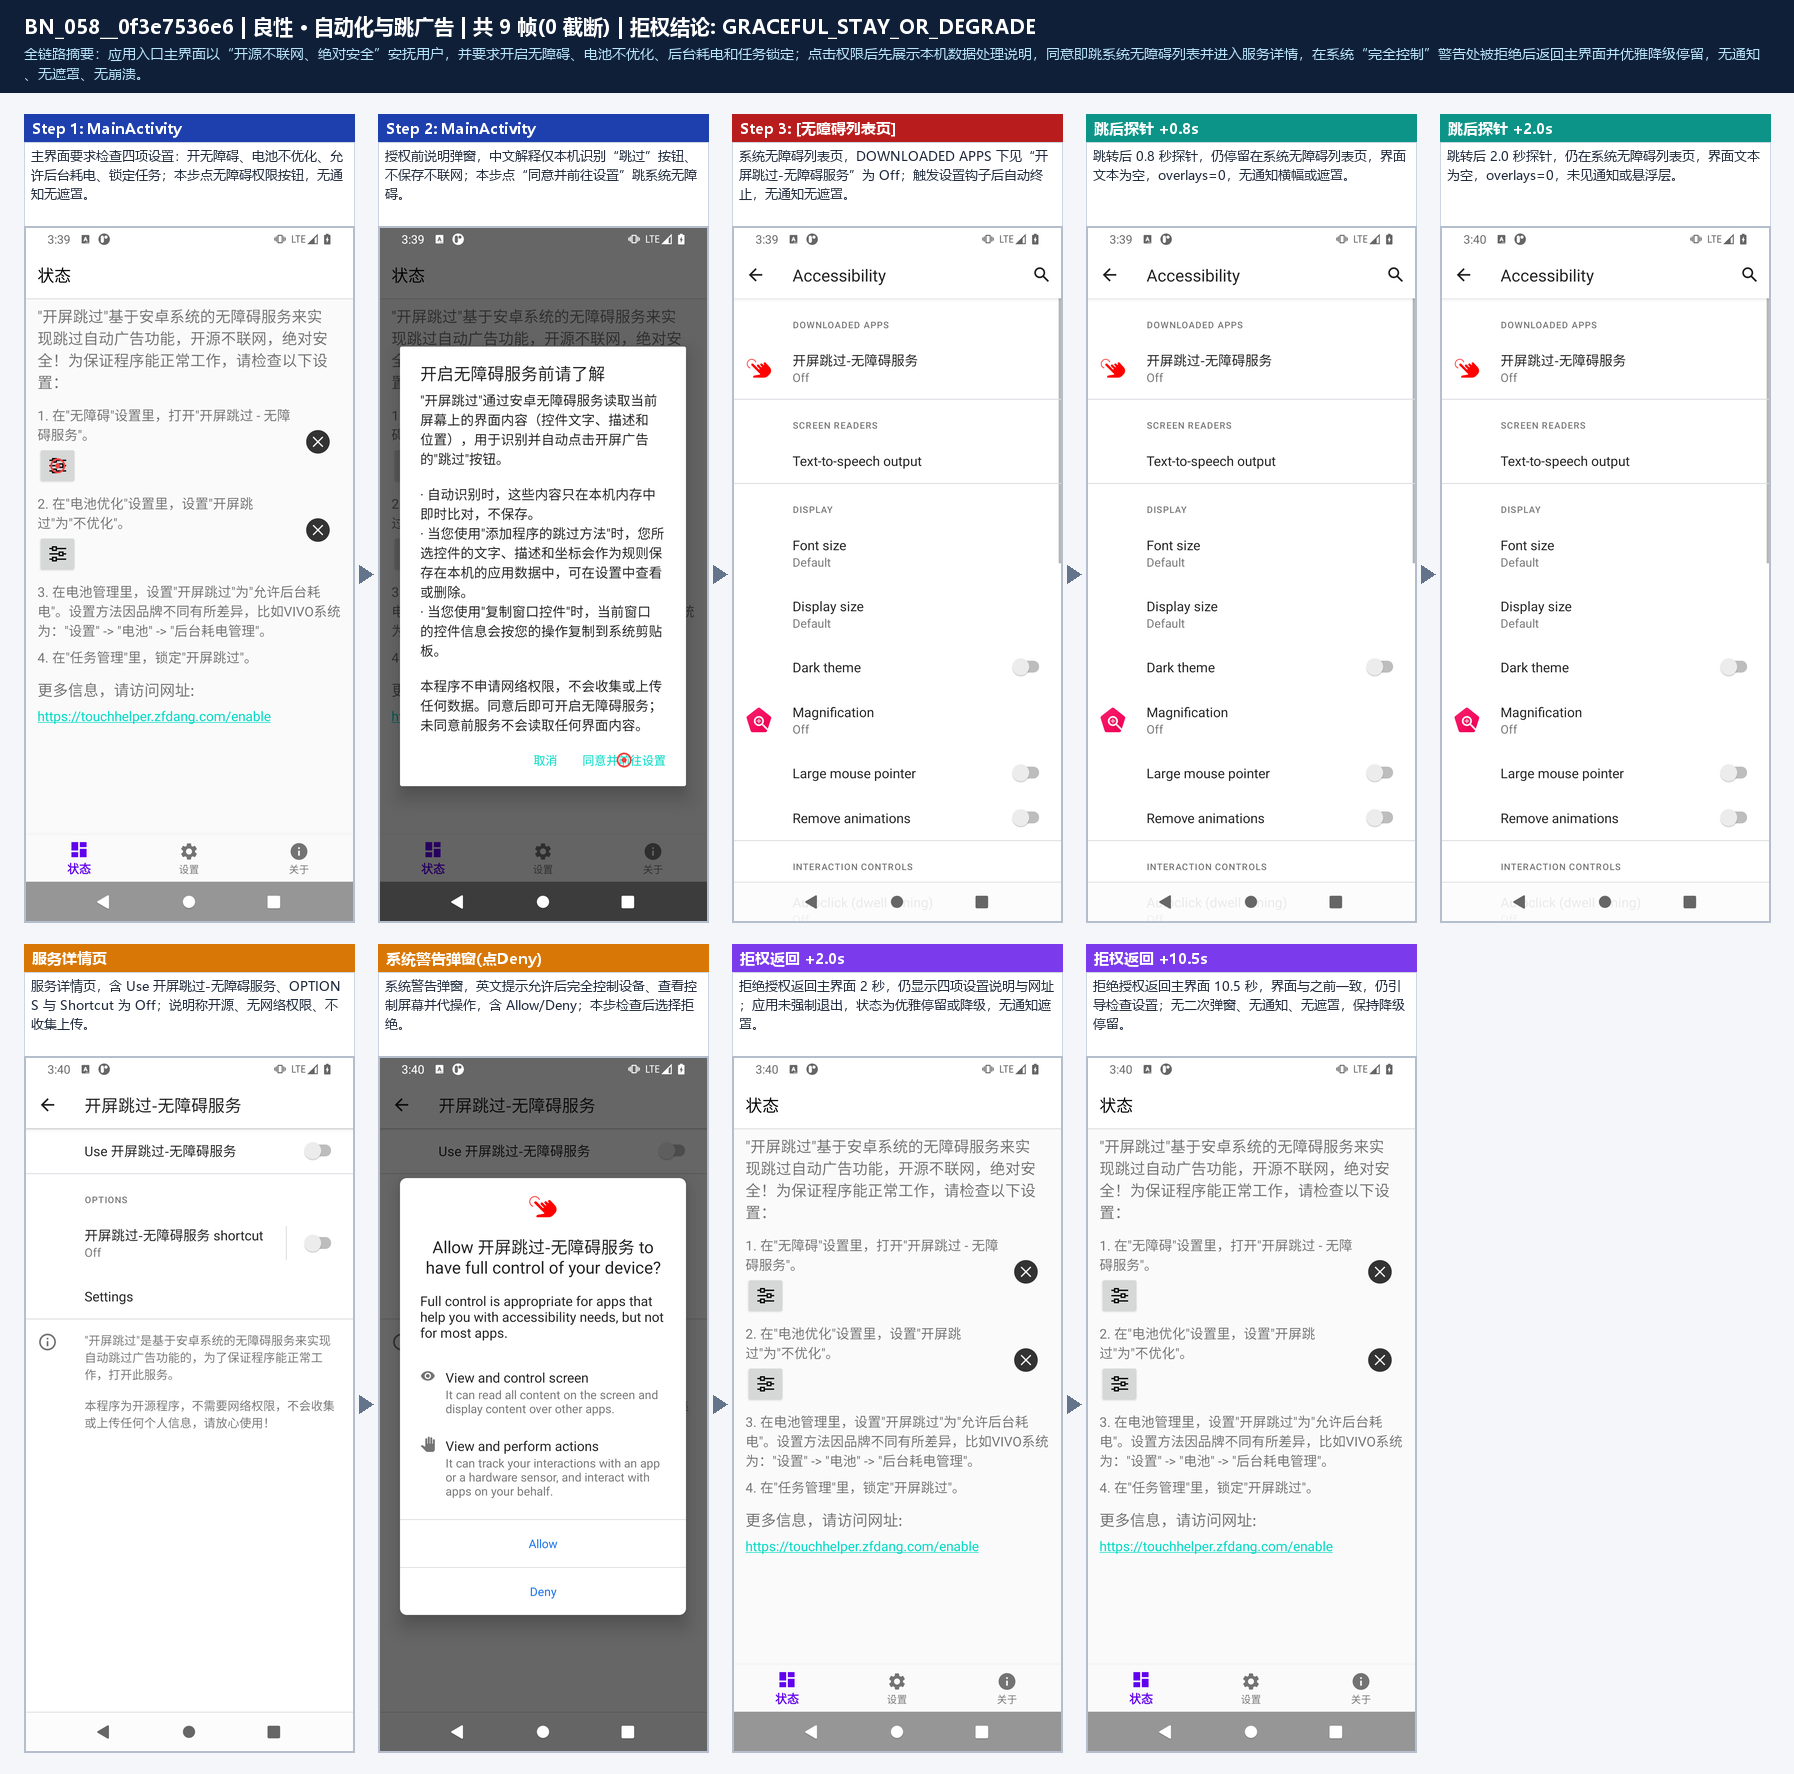 BN_058__0f3e7536e6 | 良性 • 自动化与跳广告 | 共 9 帧(0 截断) | 拒权结论: GRACEFUL_STAY_OR_DEGRADE
全链路摘要：应用入口主界面以“开源不联网、绝对安全”安抚用户，并要求开启无障碍、电池不优化、后台耗电和任务锁定；点击权限后先展示本机数据处理说明，同意即跳系统无障碍列表并进入服务详情，在系统“完全控制”警告处被拒绝后返回主界面并优雅降级停留，无通知
、无遮罩、无崩溃。
Step 1: MainActivity
主界面要求检查四项设置：开无障碍、电池不优化、允
许后台耗电、锁定任务；本步点无障碍权限按钮，无通
知无遮罩。
3:39
LTE
状态
"开屏跳过"基于安卓系统的无障碍服务来实
现跳过自动广告功能，开源不联网，绝对安
全！为保证程序能正常工作，请检查以下设
置：
1. 在"无障碍"设置里，打开"开屏跳过 - 无障
碍服务"。
2. 在"电池优化"设置里，设置"开屏跳
过"为"不优化"。
3. 在电池管理里，设置"开屏跳过"为"允许后台耗
电"。设置方法因品牌不同有所差异，比如VIVO系统
为："设置" -> "电池" -> "后台耗电管理"。
4. 在"任务管理"里，锁定"开屏跳过"。
更多信息，请访问网址:
https://touchhelper.zfdang.com/enable
状态
设置
关于
Step 2: MainActivity
授权前说明弹窗，中文解释仅本机识别“跳过”按钮、
不保存不联网；本步点“同意并前往设置”跳系统无障
碍。
3:39
LTE
状态
"开屏跳过"基于安卓系统的无障碍服务来实
现跳过自动广告功能，开源不联网，绝对安
开启无障碍服务前请了解
"开屏跳过"通过安卓无障碍服务读取当前
屏幕上的界面内容（控件文字、描述和
位置），用于识别并自动点击开屏广告
的"跳过"按钮。
· 自动识别时，这些内容只在本机内存中
即时比对，不保存。
· 当您使用"添加程序的跳过方法"时，您所
选控件的文字、描述和坐标会作为规则保
存在本机的应用数据中，可在设置中查看
或删除。
· 当您使用"复制窗口控件"时，当前窗口
的控件信息会按您的操作复制到系统剪贴
板。
本程序不申请网络权限，不会收集或上传
任何数据。同意后即可开启无障碍服务；
未同意前服务不会读取任何界面内容。
取消
同意并前往设置
状态
设置
关于
Step 3: [无障碍列表页]
系统无障碍列表页，DOWNLOADED APPS 下见“开
屏跳过-无障碍服务”为 Off；触发设置钩子后自动终
止，无通知无遮罩。
3:39
LTE
Accessibility
DOWNLOADED APPS
开屏跳过-无障碍服务
Off
SCREEN READERS
Text-to-speech output
DISPLAY
Font size
Default
Display size
Default
Dark theme
Magnification
Off
Large mouse pointer
Remove animations
INTERACTION CONTROLS
跳后探针 +0.8s
跳转后 0.8 秒探针，仍停留在系统无障碍列表页，界面
文本为空，overlays=0，无通知横幅或遮罩。
3:39
LTE
Accessibility
DOWNLOADED APPS
开屏跳过-无障碍服务
Off
SCREEN READERS
Text-to-speech output
DISPLAY
Font size
Default
Display size
Default
Dark theme
Magnification
Off
Large mouse pointer
Remove animations
INTERACTION CONTROLS
跳后探针 +2.0s
跳转后 2.0 秒探针，仍在系统无障碍列表页，界面文本
为空，overlays=0，未见通知或悬浮层。
3:40
LTE
Accessibility
DOWNLOADED APPS
开屏跳过-无障碍服务
Off
SCREEN READERS
Text-to-speech output
DISPLAY
Font size
Default
Display size
Default
Dark theme
Magnification
Off
Large mouse pointer
Remove animations
INTERACTION CONTROLS
服务详情页
服务详情页，含 Use 开屏跳过-无障碍服务、OPTION
S 与 Shortcut 为 Off；说明称开源、无网络权限、不
收集上传。
3:40
LTE
开屏跳过-无障碍服务
Use 开屏跳过-无障碍服务
OPTIONS
开屏跳过-无障碍服务 shortcut
Off
Settings
"开屏跳过"是基于安卓系统的无障碍服务来实现
自动跳过广告功能的，为了保证程序能正常工
作，打开此服务。
本程序为开源程序，不需要网络权限，不会收集
或上传任何个人信息，请放心使用！
系统警告弹窗(点Deny)
系统警告弹窗，英文提示允许后完全控制设备、查看控
制屏幕并代操作，含 Allow/Deny；本步检查后选择拒
绝。
3:40
LTE
开屏跳过-无障碍服务
Use 开屏跳过-无障碍服务
Allow 开屏跳过-无障碍服务 to
have full control of your device?
Full control is appropriate for apps that
help you with accessibility needs, but not
for most apps.
View and control screen
It can read all content on the screen and
display content over other apps.
View and perform actions
It can track your interactions with an app
or a hardware sensor, and interact with
apps on your behalf.
Allow
Deny
拒权返回 +2.0s
拒绝授权返回主界面 2 秒，仍显示四项设置说明与网址
；应用未强制退出，状态为优雅停留或降级，无通知遮
罩。
3:40
LTE
状态
"开屏跳过"基于安卓系统的无障碍服务来实
现跳过自动广告功能，开源不联网，绝对安
全！为保证程序能正常工作，请检查以下设
置：
1. 在"无障碍"设置里，打开"开屏跳过 - 无障
碍服务"。
2. 在"电池优化"设置里，设置"开屏跳
过"为"不优化"。
3. 在电池管理里，设置"开屏跳过"为"允许后台耗
电"。设置方法因品牌不同有所差异，比如VIVO系统
为："设置" -> "电池" -> "后台耗电管理"。
4. 在"任务管理"里，锁定"开屏跳过"。
更多信息，请访问网址:
https://touchhelper.zfdang.com/enable
状态
设置
关于
拒权返回 +10.5s
拒绝授权返回主界面 10.5 秒，界面与之前一致，仍引
导检查设置；无二次弹窗、无通知、无遮罩，保持降级
停留。
3:40
LTE
状态
"开屏跳过"基于安卓系统的无障碍服务来实
现跳过自动广告功能，开源不联网，绝对安
全！为保证程序能正常工作，请检查以下设
置：
1. 在"无障碍"设置里，打开"开屏跳过 - 无障
碍服务"。
2. 在"电池优化"设置里，设置"开屏跳
过"为"不优化"。
3. 在电池管理里，设置"开屏跳过"为"允许后台耗
电"。设置方法因品牌不同有所差异，比如VIVO系统
为："设置" -> "电池" -> "后台耗电管理"。
4. 在"任务管理"里，锁定"开屏跳过"。
更多信息，请访问网址:
https://touchhelper.zfdang.com/enable
状态
设置
关于